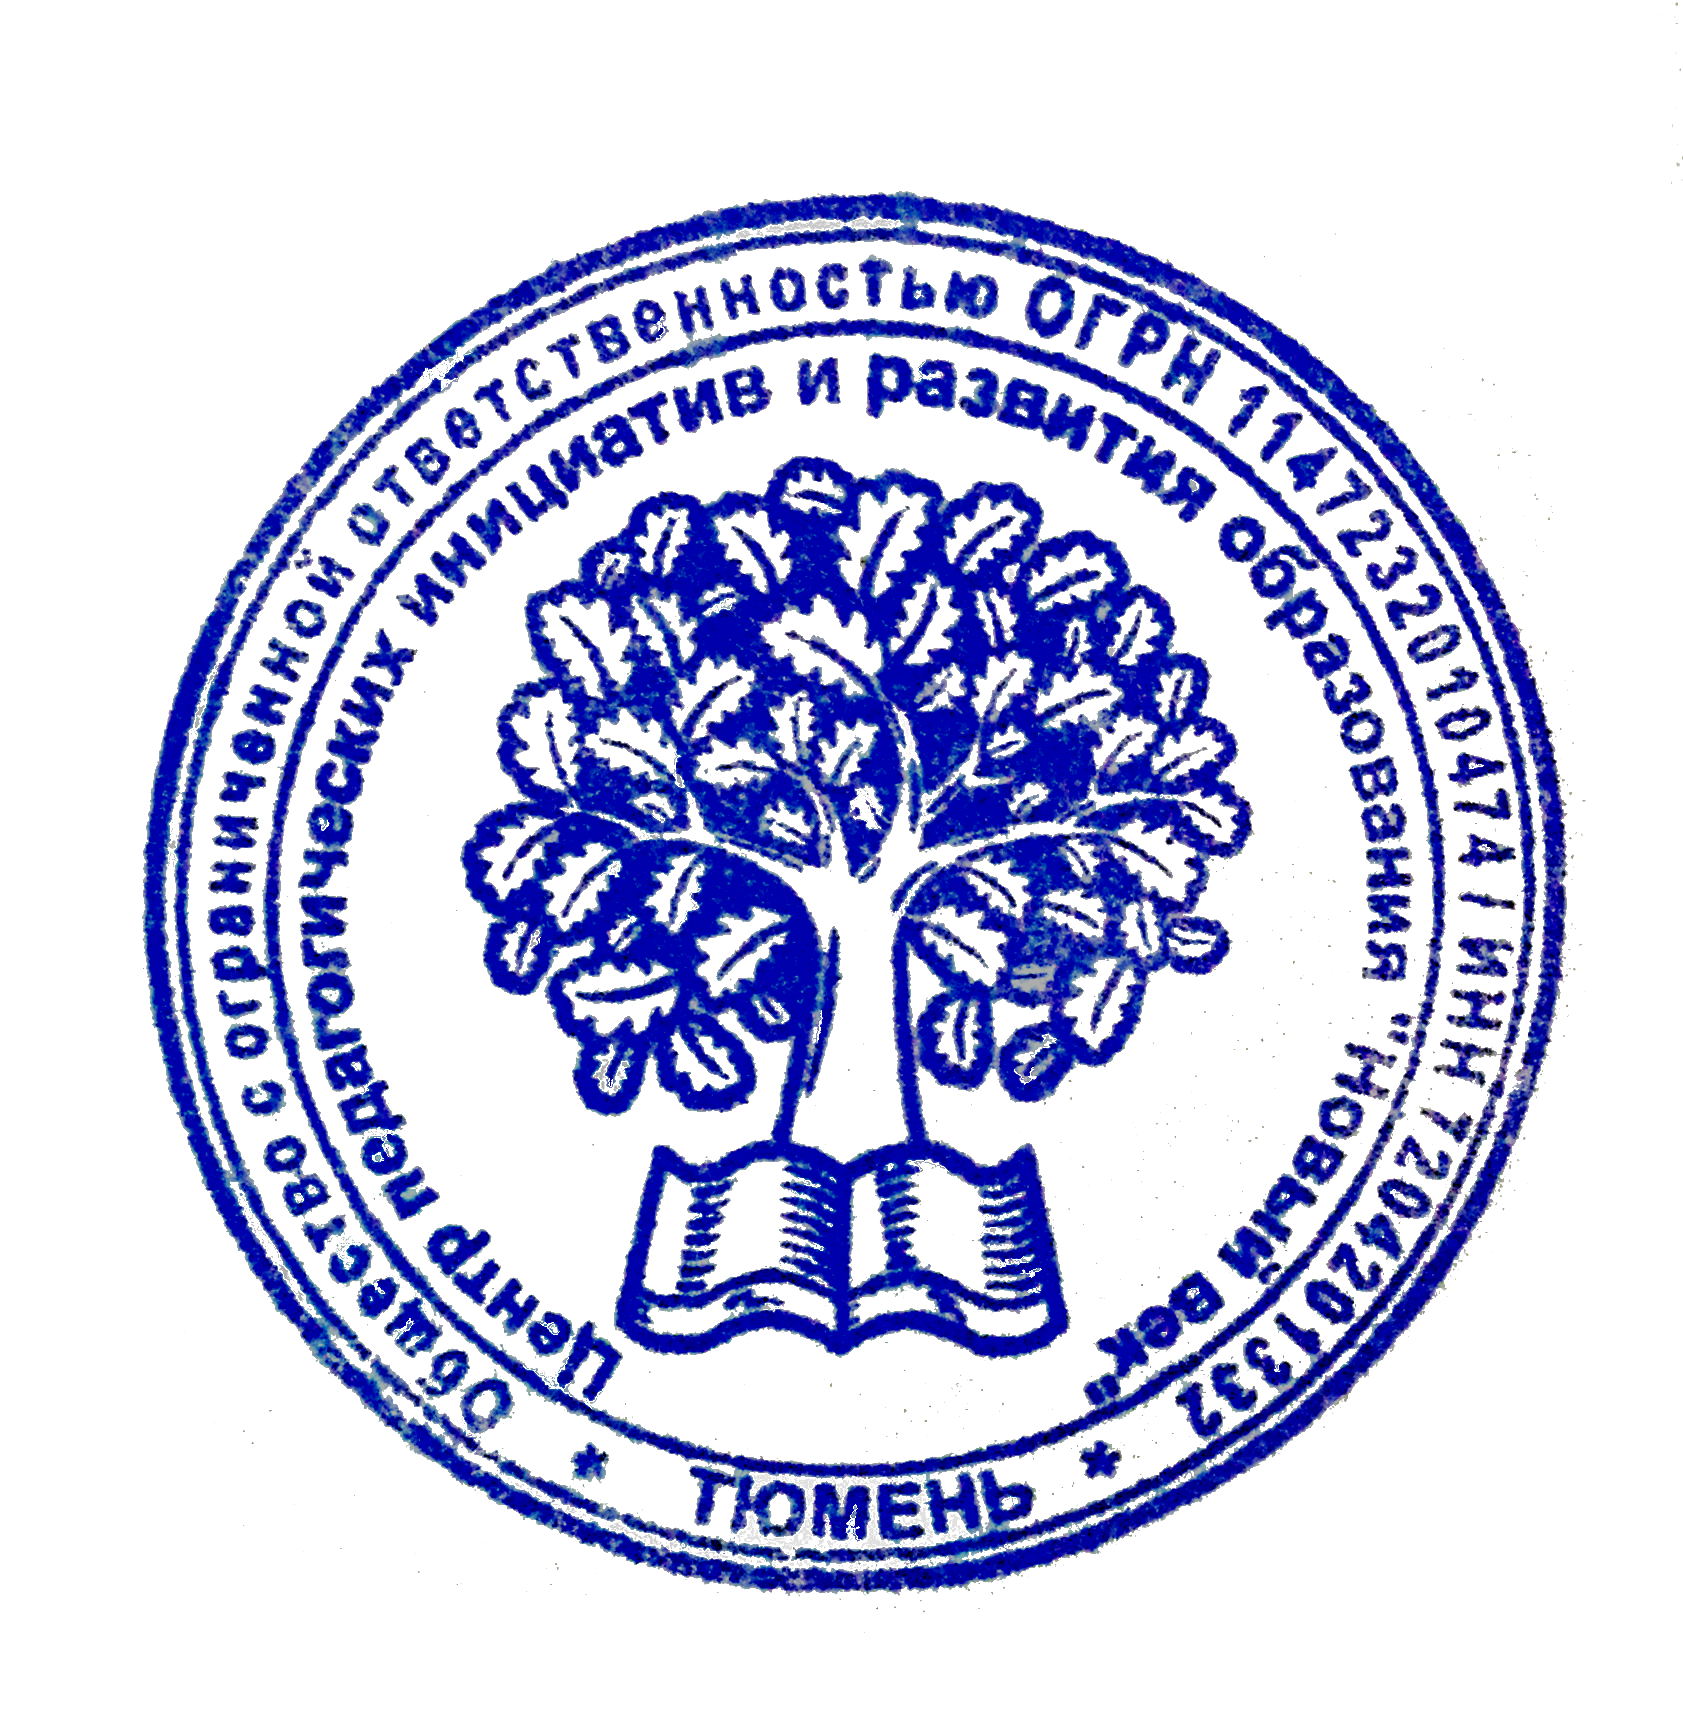 Общество с ограниченной ответственностью ОГРН 1147232010474 / ИНН 7204201332
Центр педагогических инициатив и развития образования "Новый век"
* ТЮМЕНЬ *